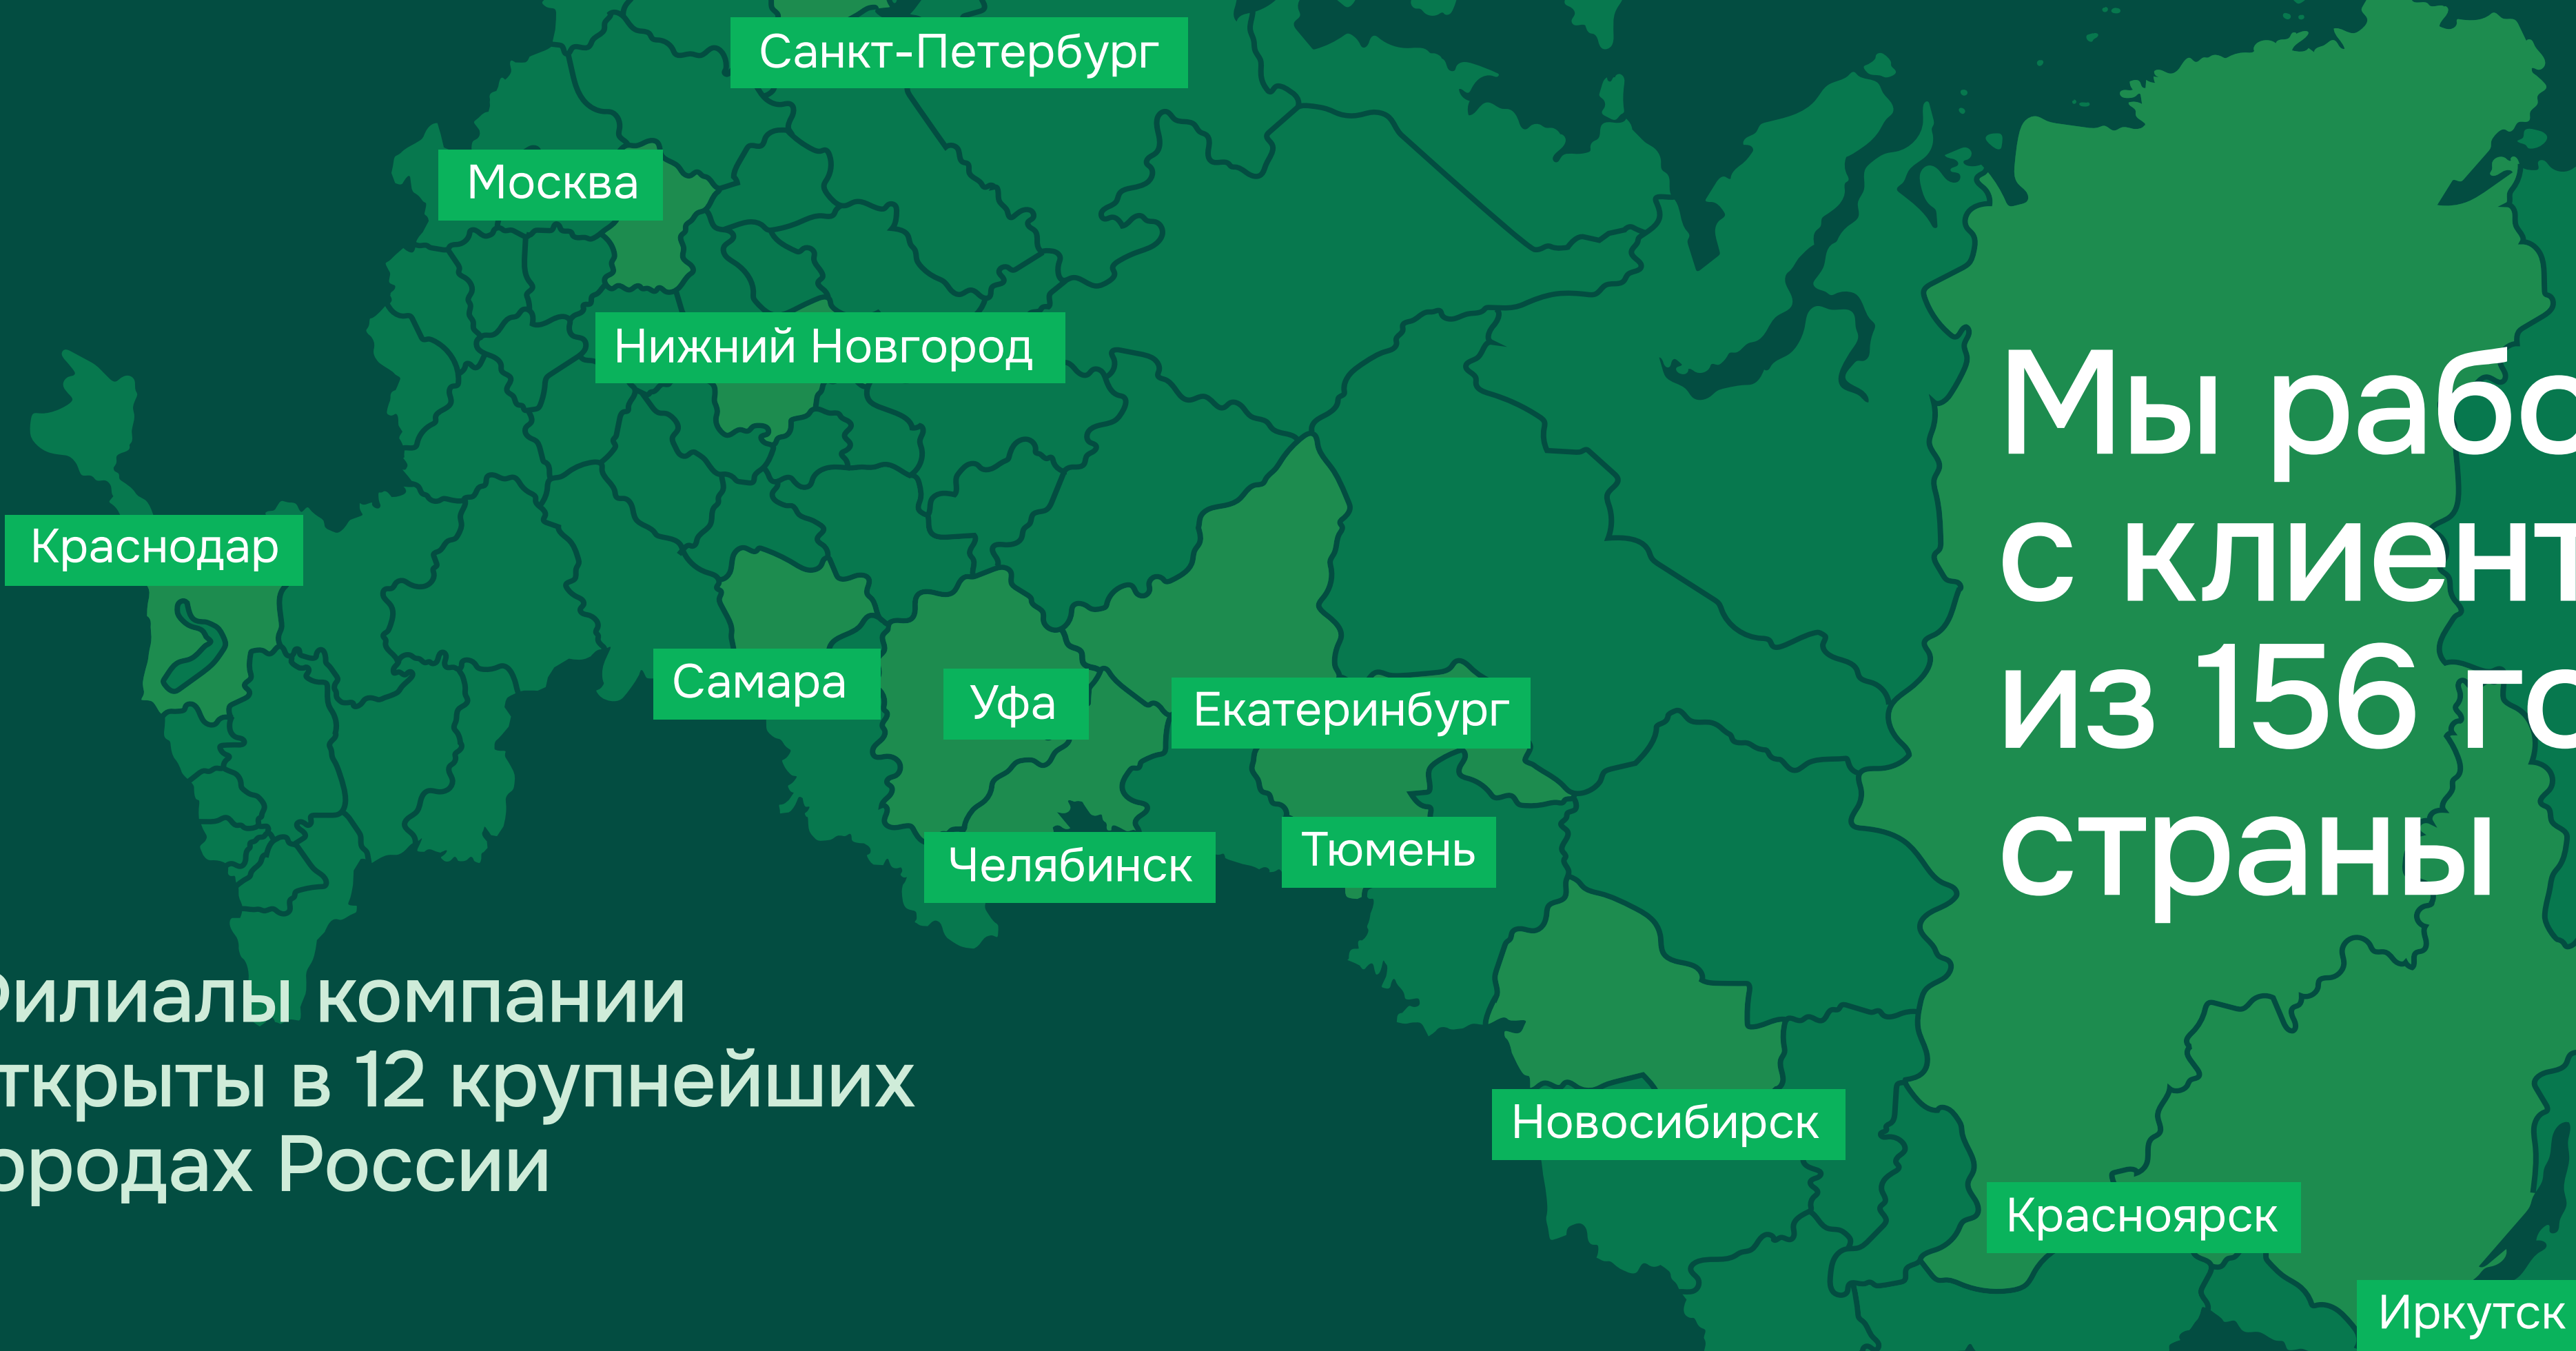 Санкт-Петербург
Москва
Нижний Новгород
Краснодар
Самара
Уфа
Екатеринбург
Челябинск
Тюмень
Новосибирск
Красноярск
Иркутск
Мы рабо
с клиент
из 156 го
страны
Филиалы компании
ткрыты в 12 крупнейших
ородах России